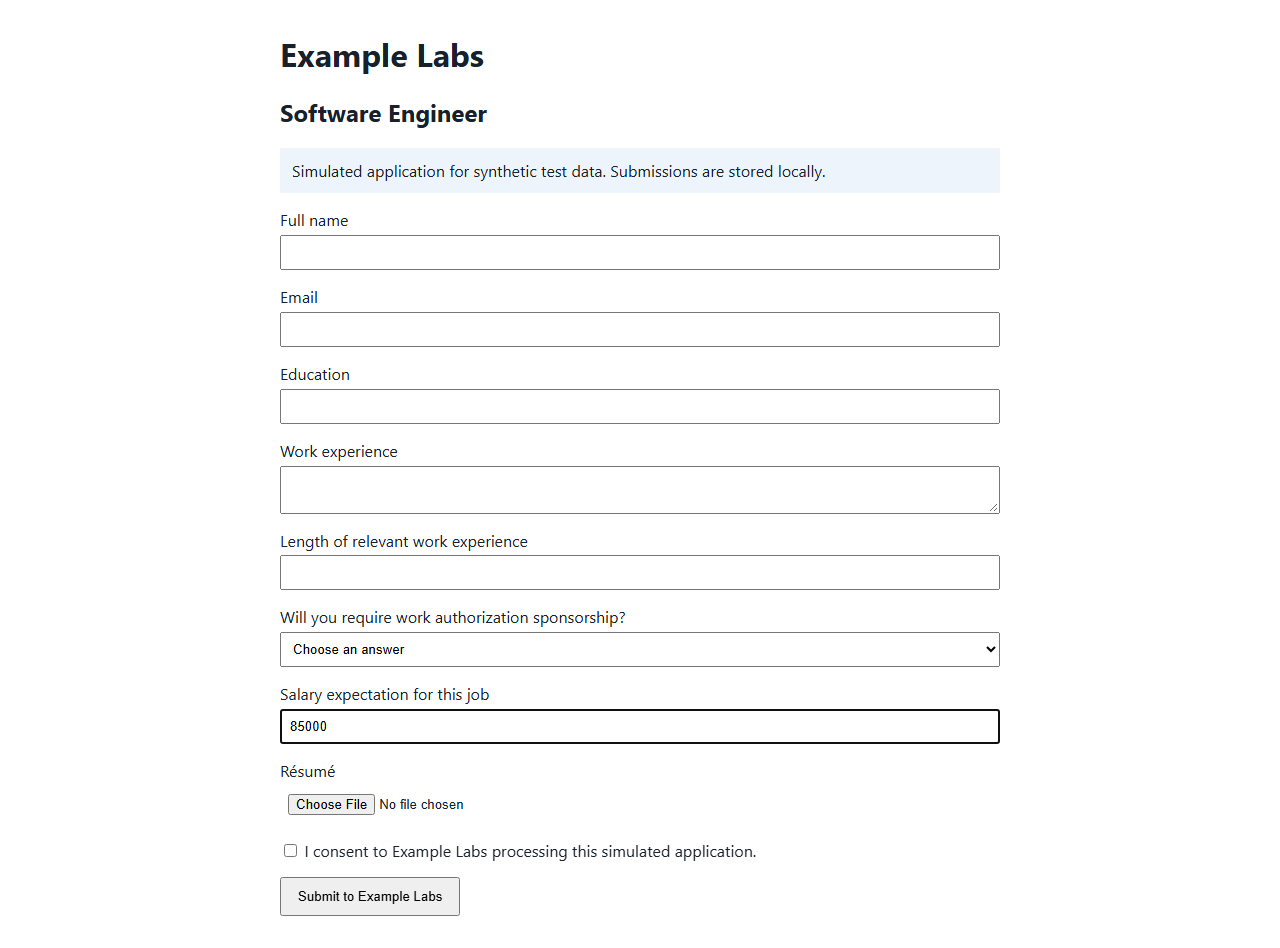 Example Labs
Software Engineer
Simulated application for synthetic test data. Submissions are stored locally.
Full name
Email
Education
Work experience
Length of relevant work experience
Will you require work authorization sponsorship?
Choose an answer
Salary expectation for this job
85000
Résumé
Choose File No file chosen
I consent to Example Labs processing this simulated application.
Submit to Example Labs